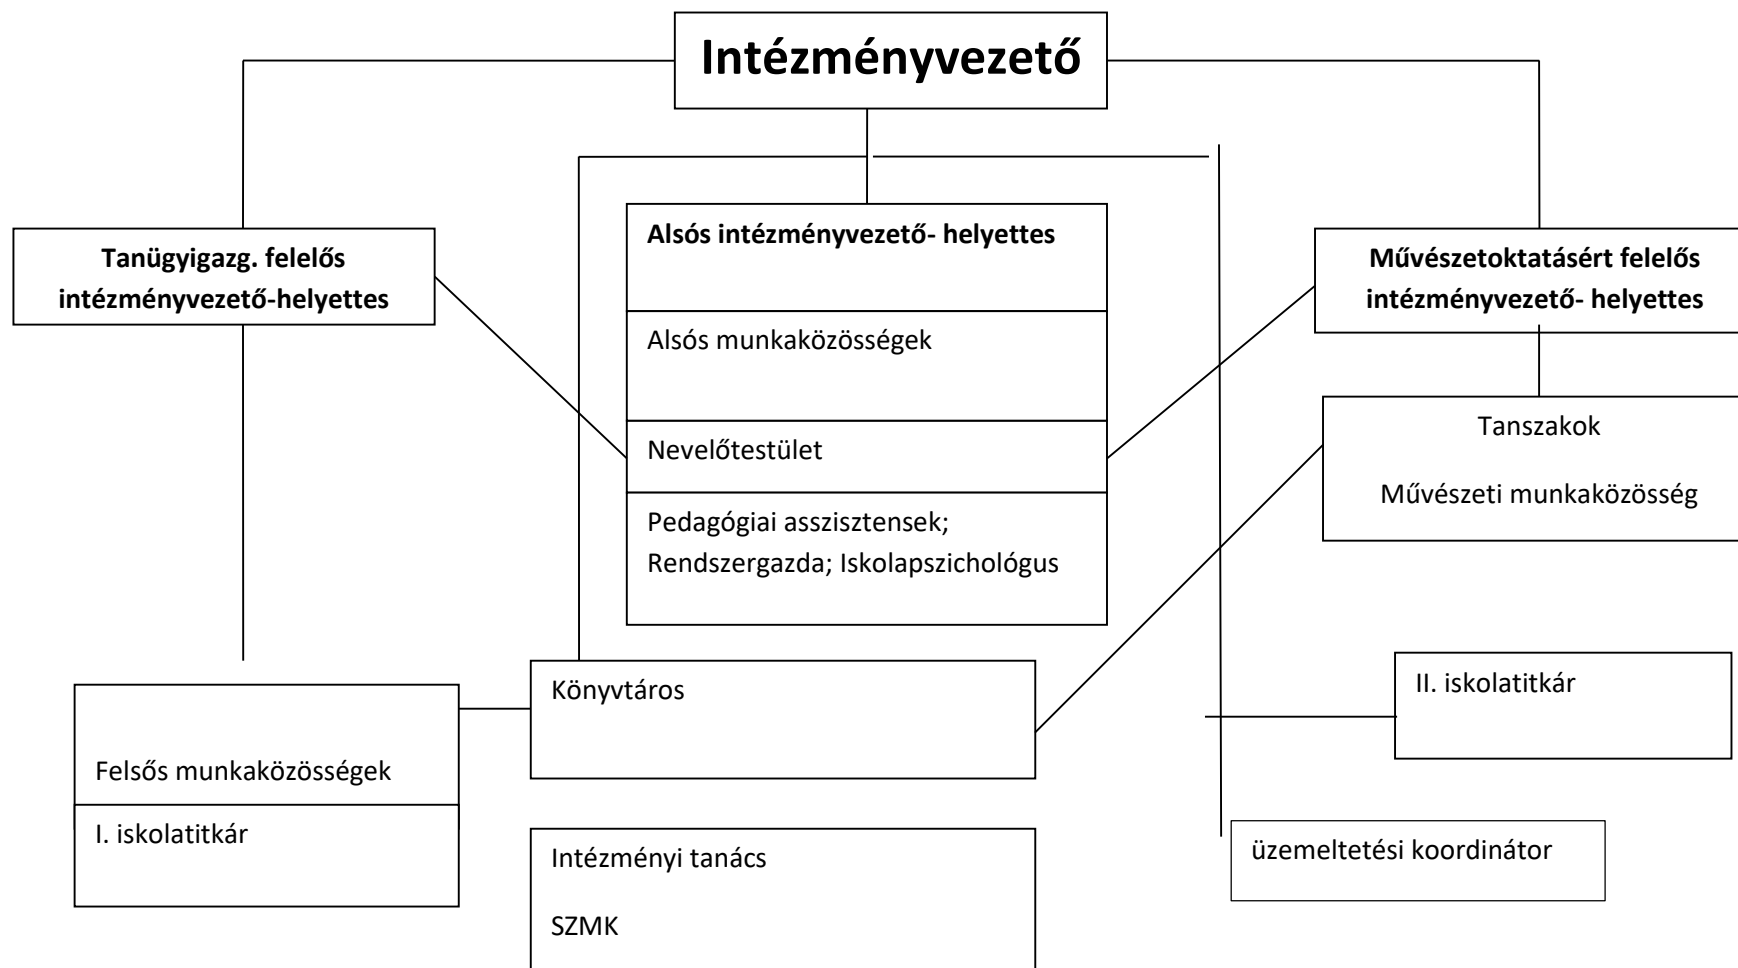 Intézményvezető
Tanügyigazg. felelős
intézményvezető-helyettes
Alsós intézményvezető- helyettes
Alsós munkaközösségek
Nevelőtestület
Pedagógiai asszisztensek;
Rendszergazda; Iskolapszichológus
Művészetoktatásért felelős
intézményvezető- helyettes
Tanszakok
Művészeti munkaközösség
Felsős munkaközösségek
I. iskolatitkár
Könyvtáros
II. iskolatitkár
Intézményi tanács
SZMK
üzemeltetési koordinátor